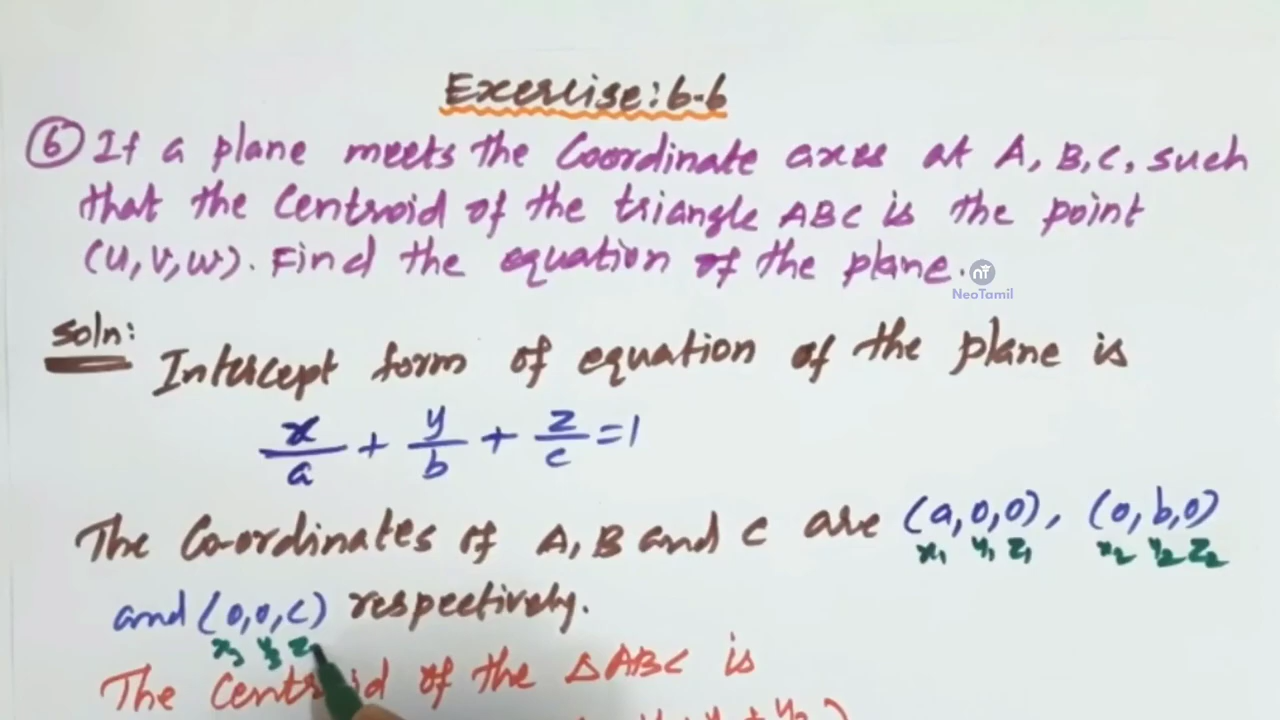 Exercise: 6.6
⑥ If a plane meets the Coordinate axes at A, B, C, such
that the Centroid of the triangle ABC is the point
(u, v, w). Find the equation of the plane.
NeoTamil
Soln:
Intercept form of equation of the plane is
x/a + y/b + z/c = 1
The Co-ordinates of A, B and C are (a, 0, 0), (0, b, 0)
x₁ y₁ z₁ x₂ y₂ z₂
and (0, 0, c) respectively.
x₃ y₃
The Centroid of the ΔABC is